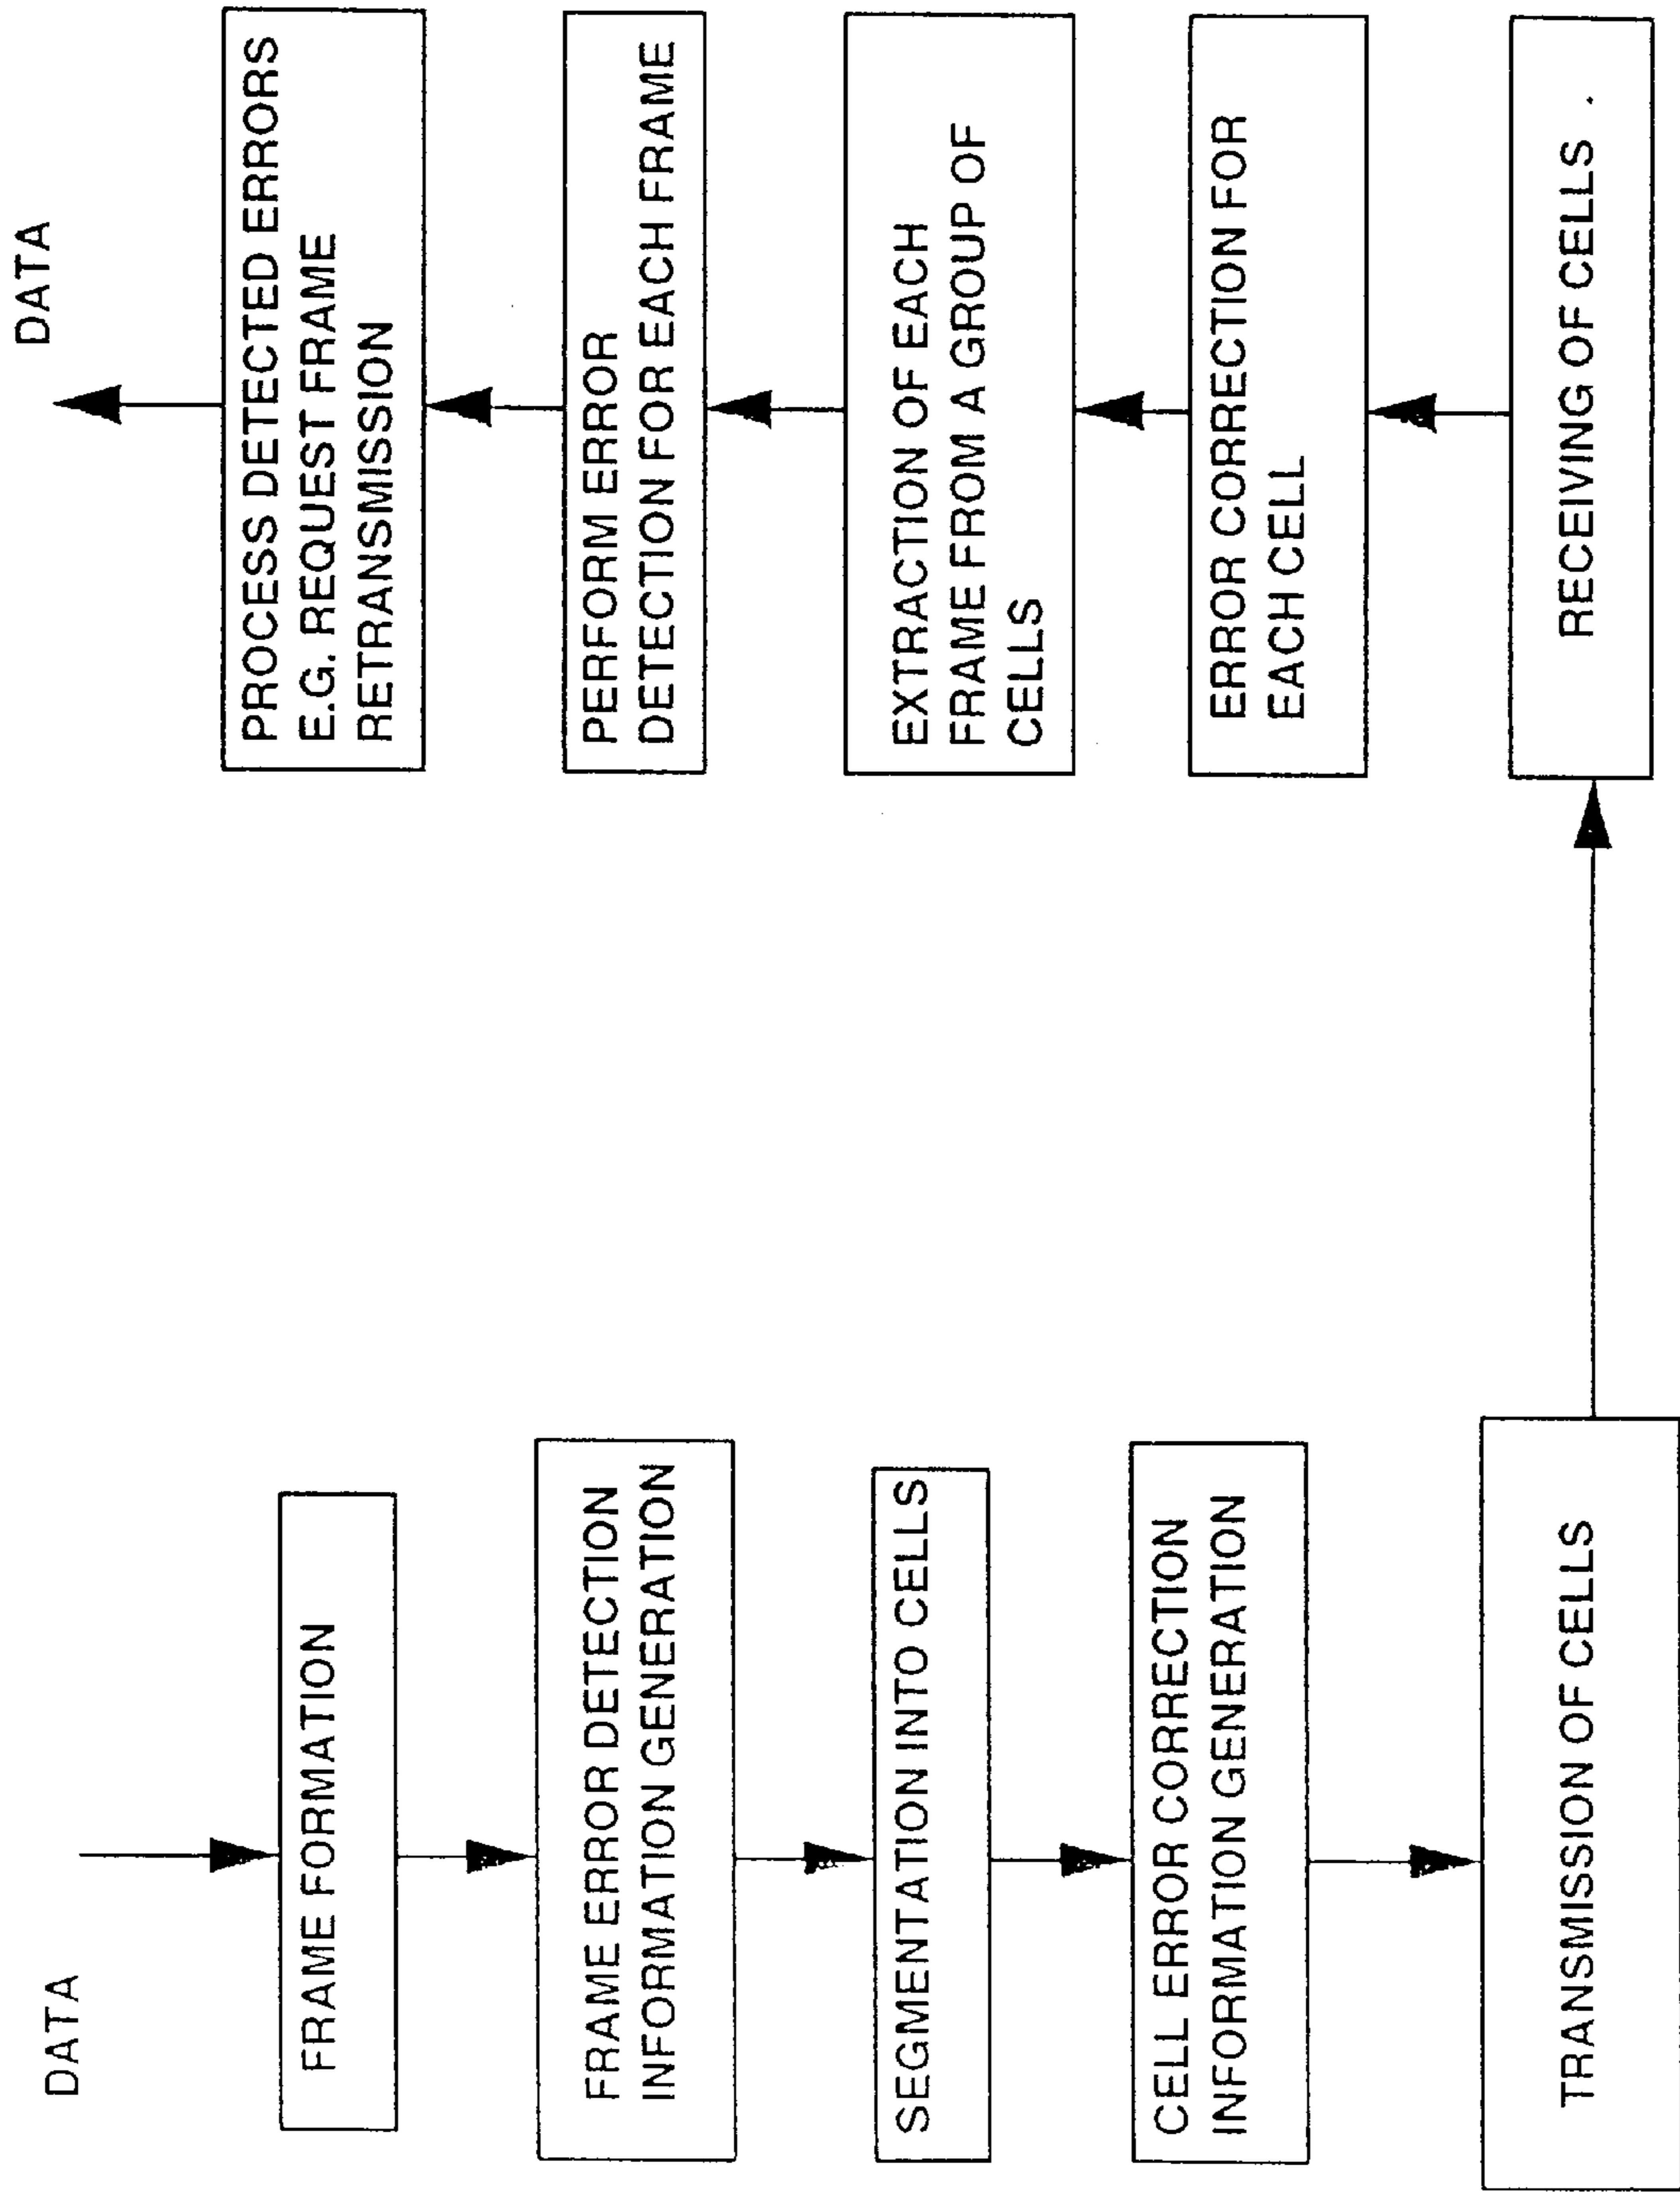 DATA
FRAME FORMATION
FRAME ERROR DETECTION
INFORMATION GENERATION
SEGMENTATION INTO CELLS
CELL ERROR CORRECTION
INFORMATION GENERATION
TRANSMISSION OF CELLS
DATA
PROCESS DETECTED ERRORS
E.G. REQUEST FRAME
RETRANSMISSION
PERFORM ERROR
DETECTION FOR EACH FRAME
EXTRACTION OF EACH
FRAME FROM A GROUP OF
CELLS
ERROR CORRECTION FOR
EACH CELL
RECEIVING OF CELLS .